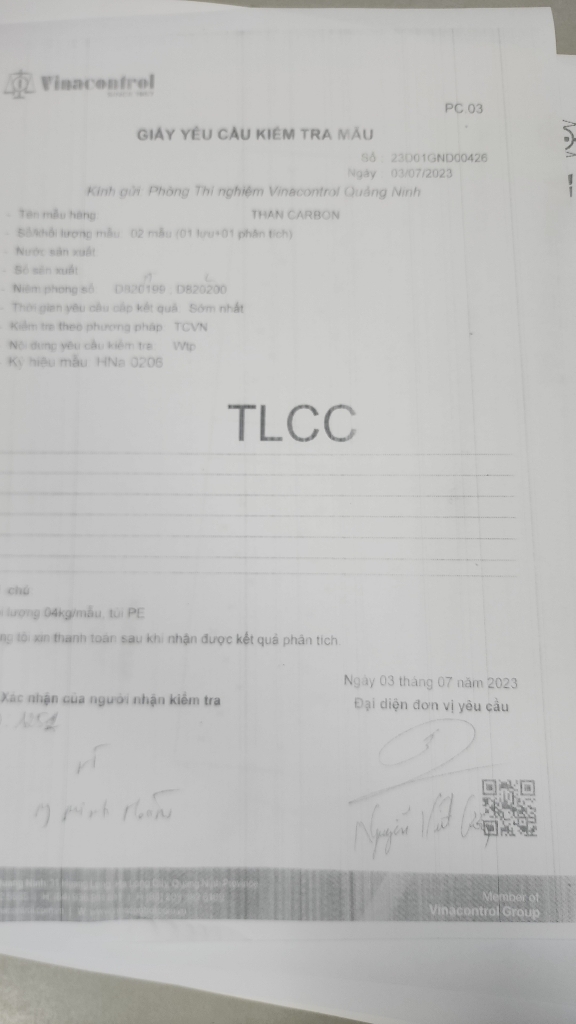 Vinacontrol
PC.03
GIẤY YÊU CẦU KIỂM TRA MẪU
Số : 23D01GND00426
Ngày : 03/07/2023
Kính gửi: Phòng Thí nghiệm Vinacontrol Quảng Ninh
- Tên mẫu hàng: THAN CARBON
- Số/khối lượng mẫu: 02 mẫu (01 lưu+01 phân tích)
- Nước sản xuất
- Số sản xuất
- Niêm phong số: D820199 ; D820200
- Thời gian yêu cầu cấp kết quả: Sớm nhất
- Kiểm tra theo phương pháp: TCVN
- Nội dung yêu cầu kiểm tra: Wtp
- Ký hiệu mẫu: HNa 0206
TLCC
chú
lượng 04kg/mẫu, túi PE
tôi xin thanh toán sau khi nhận được kết quả phân tích.
Ngày 03 tháng 07 năm 2023
Xác nhận của người nhận kiểm tra
Đại diện đơn vị yêu cầu
Nguyễn
Member of
Vinacontrol Group